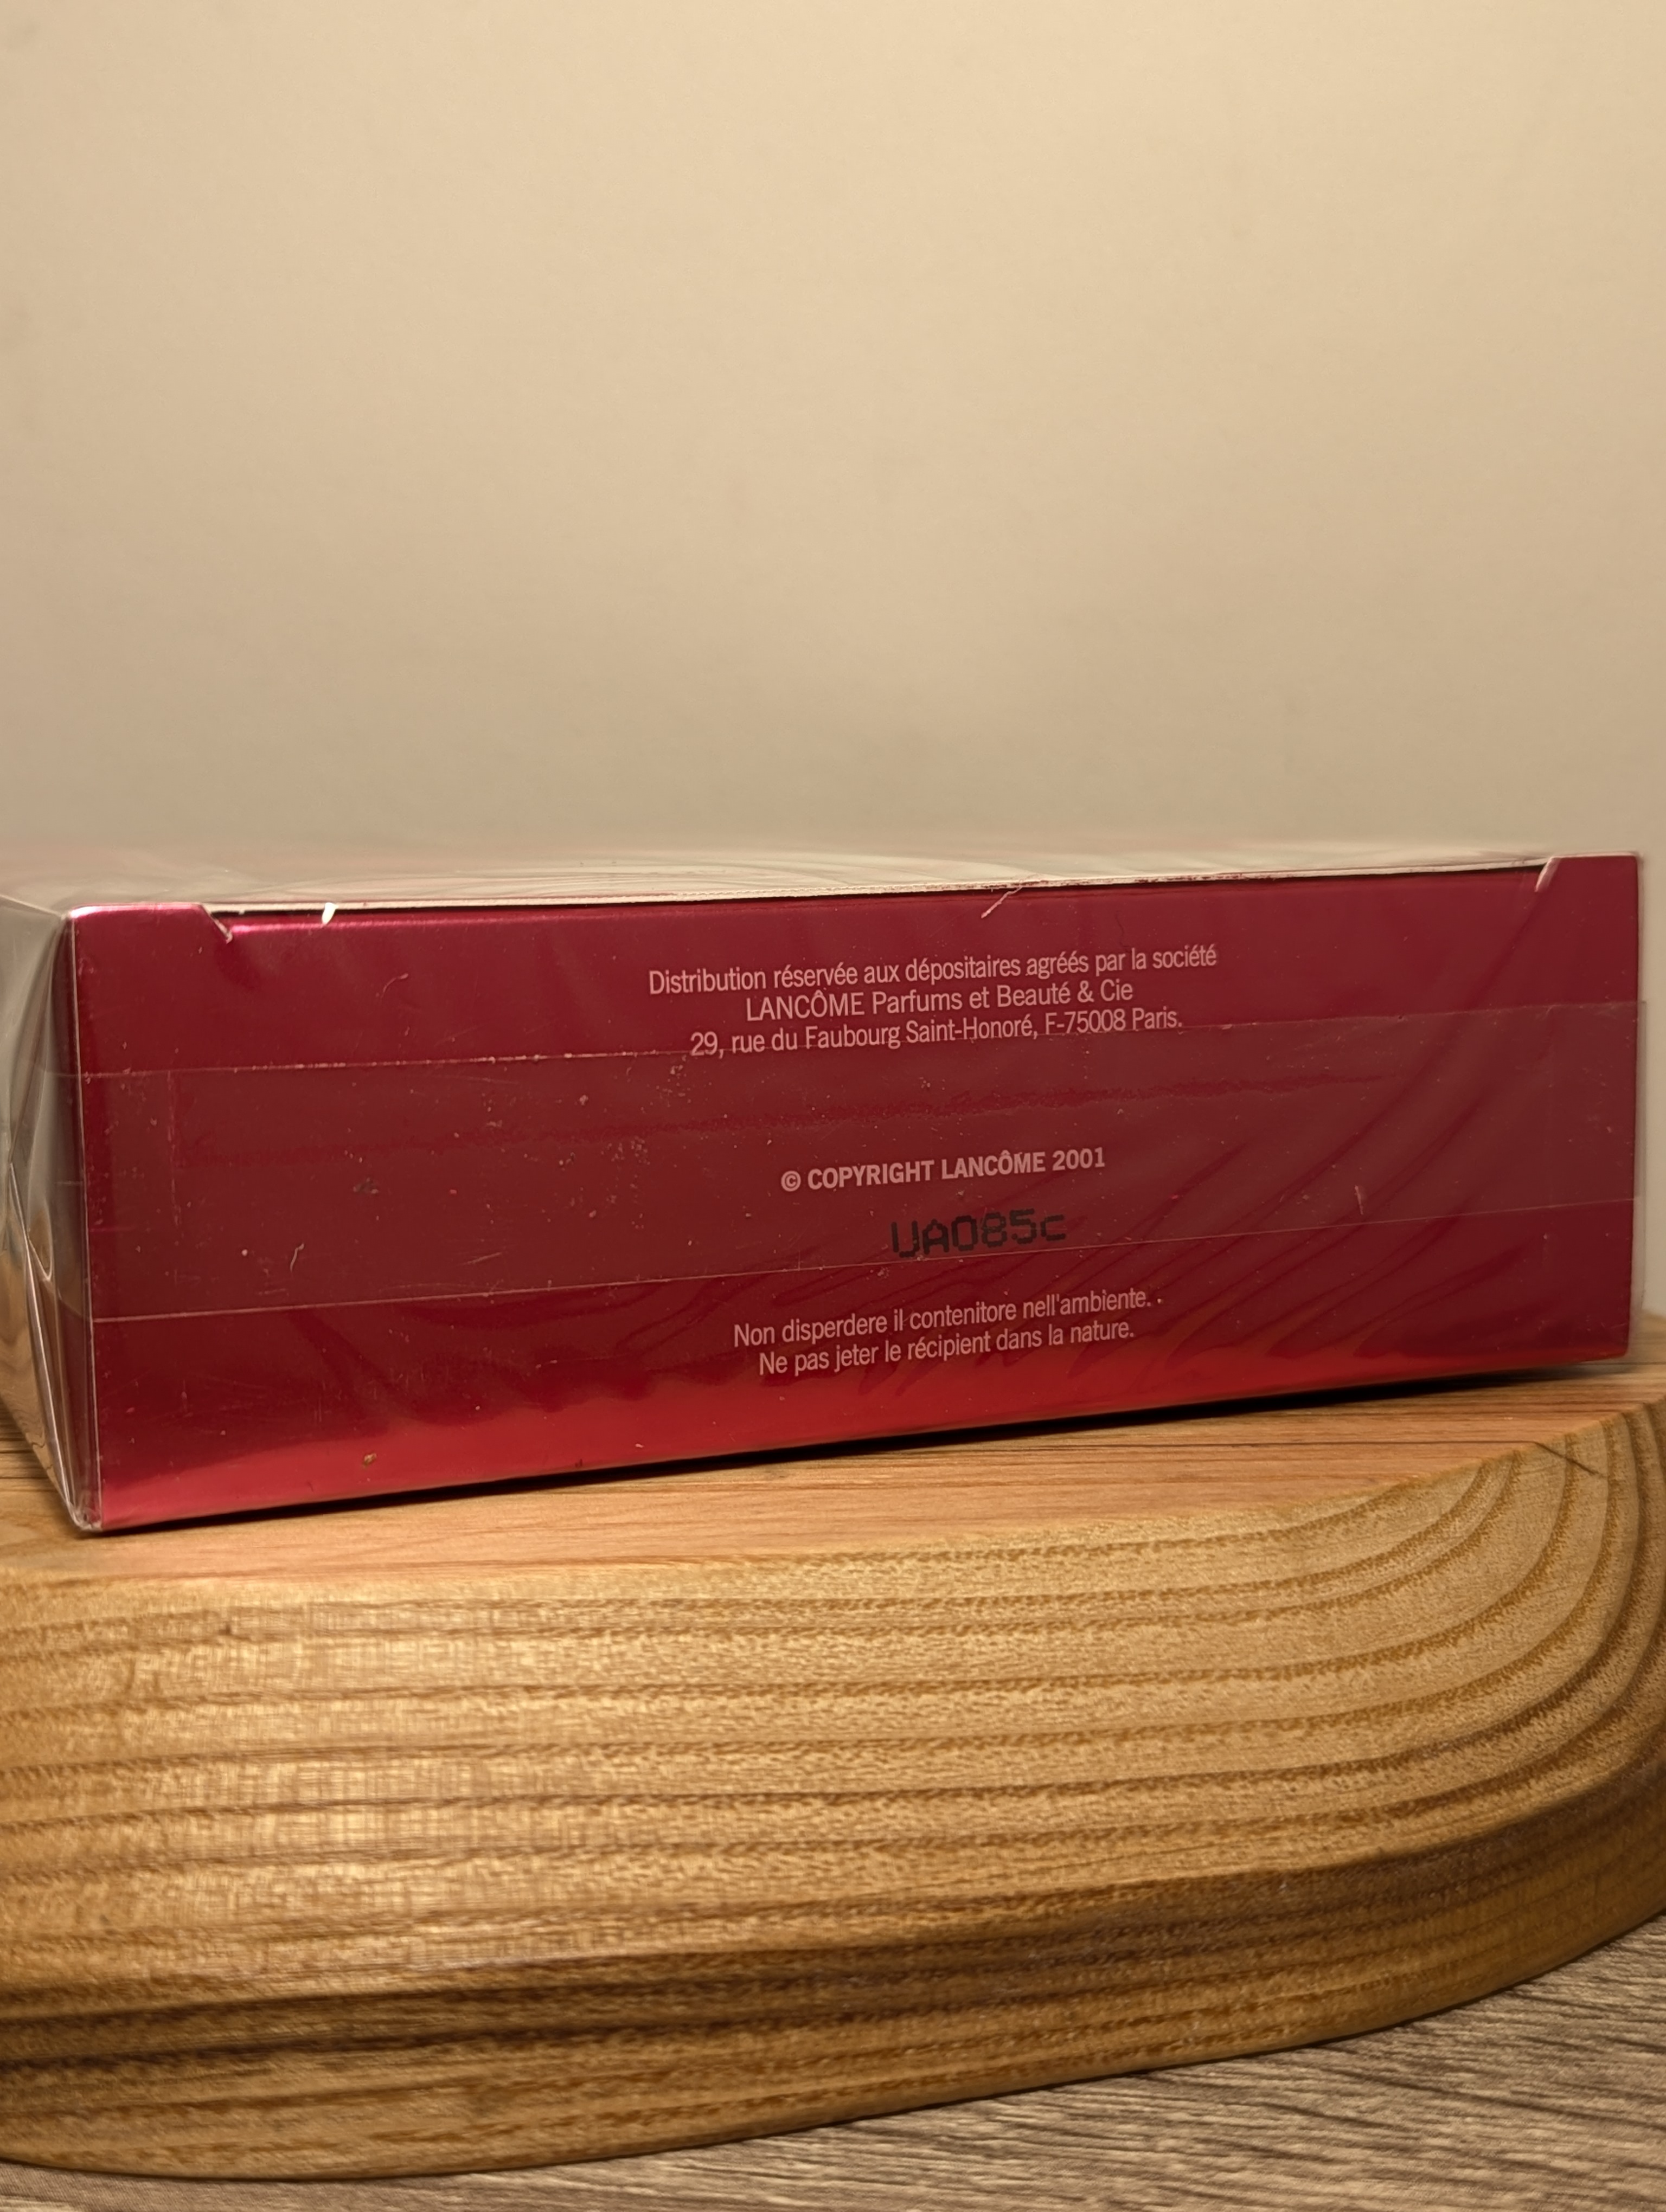 Distribution réservée aux dépositaires agréés par la société
LANCÔME Parfums et Beauté & Cie
29, rue du Faubourg Saint-Honoré, F-75008 Paris.
© COPYRIGHT LANCÔME 2001
UA085c
Non disperdere il contenitore nell'ambiente.
Ne pas jeter le récipient dans la nature.